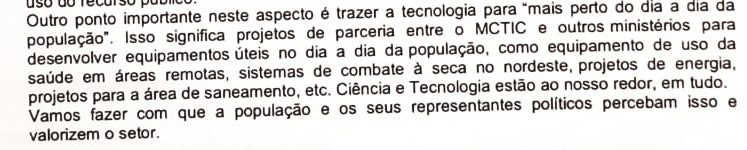 uso do recurso público.
Outro ponto importante neste aspecto é trazer a tecnologia para “mais perto do dia a dia da
população”. Isso significa projetos de parceria entre o MCTIC e outros ministérios para
desenvolver equipamentos úteis no dia a dia da população, como equipamento de uso da
saúde em áreas remotas, sistemas de combate à seca no nordeste, projetos de energia,
projetos para a área de saneamento, etc. Ciência e Tecnologia estão ao nosso redor, em tudo.
Vamos fazer com que a população e os seus representantes políticos percebam isso e
valorizem o setor.